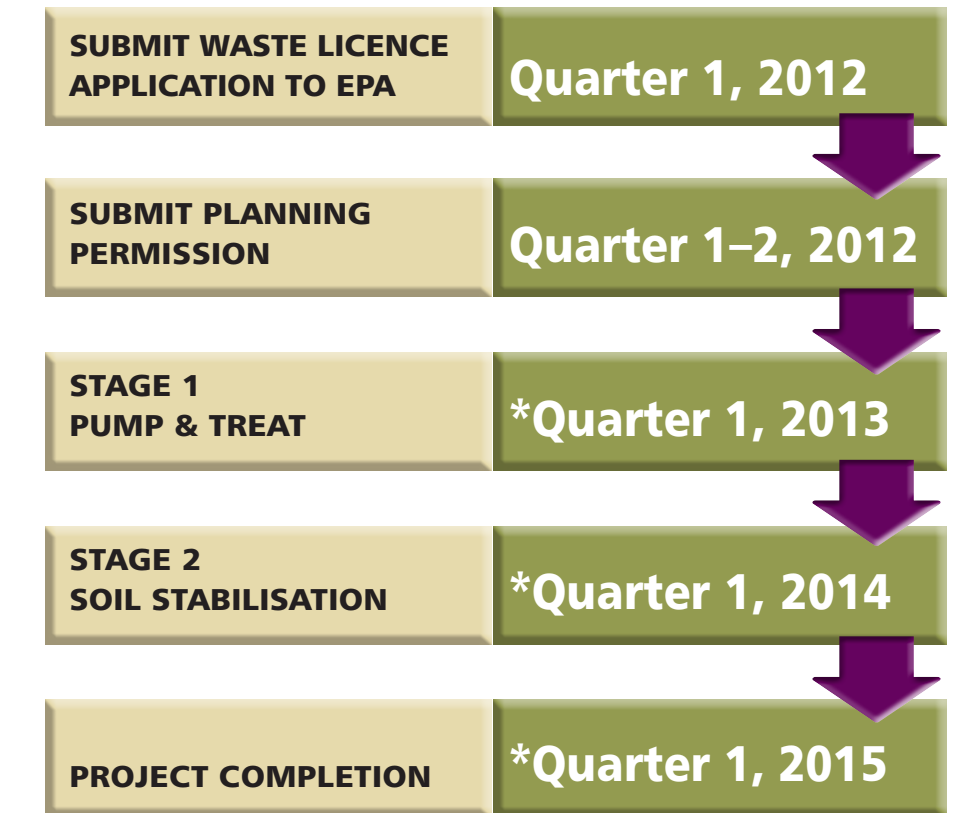 SUBMIT WASTE LICENCE
APPLICATION TO EPA
Quarter 1, 2012
SUBMIT PLANNING
PERMISSION
Quarter 1–2, 2012
STAGE 1
PUMP & TREAT
*Quarter 1, 2013
STAGE 2
SOIL STABILISATION
*Quarter 1, 2014
PROJECT COMPLETION
*Quarter 1, 2015